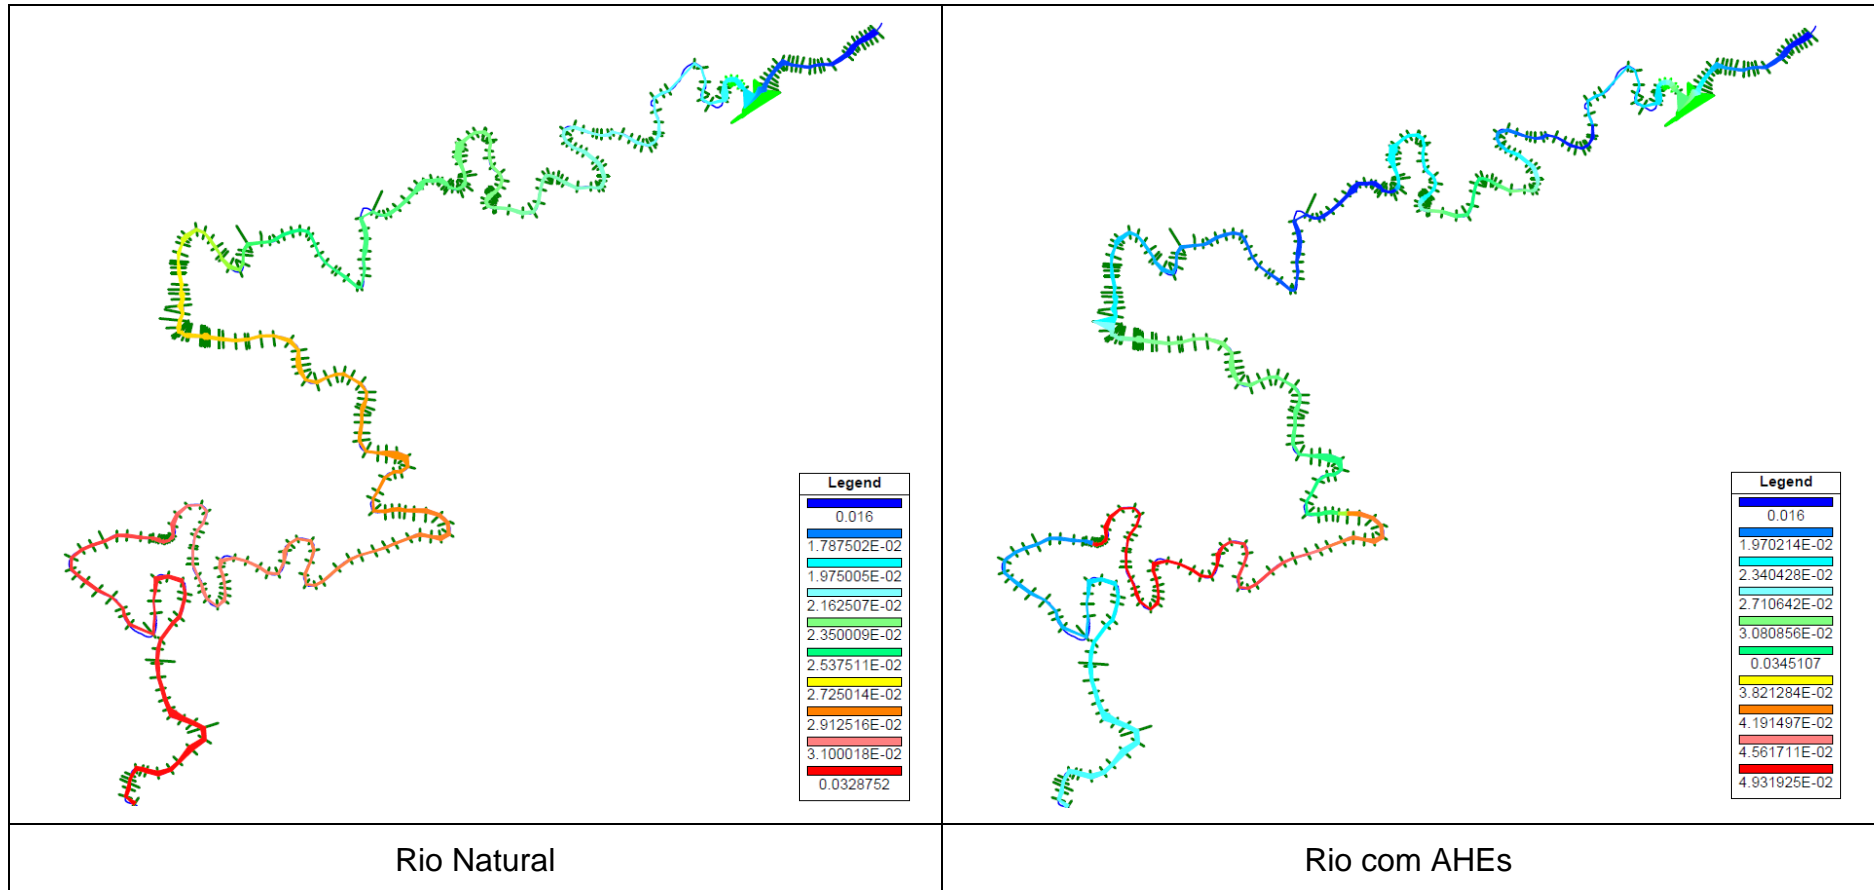 Legend
0.016
1.787502E-02
1.975005E-02
2.162507E-02
2.350009E-02
2.537511E-02
2.725014E-02
2.912516E-02
3.100018E-02
0.0328752
Legend
0.016
1.970214E-02
2.340428E-02
2.710642E-02
3.080856E-02
0.0345107
3.821284E-02
4.191497E-02
4.561711E-02
4.931925E-02
Rio Natural
Rio com AHEs